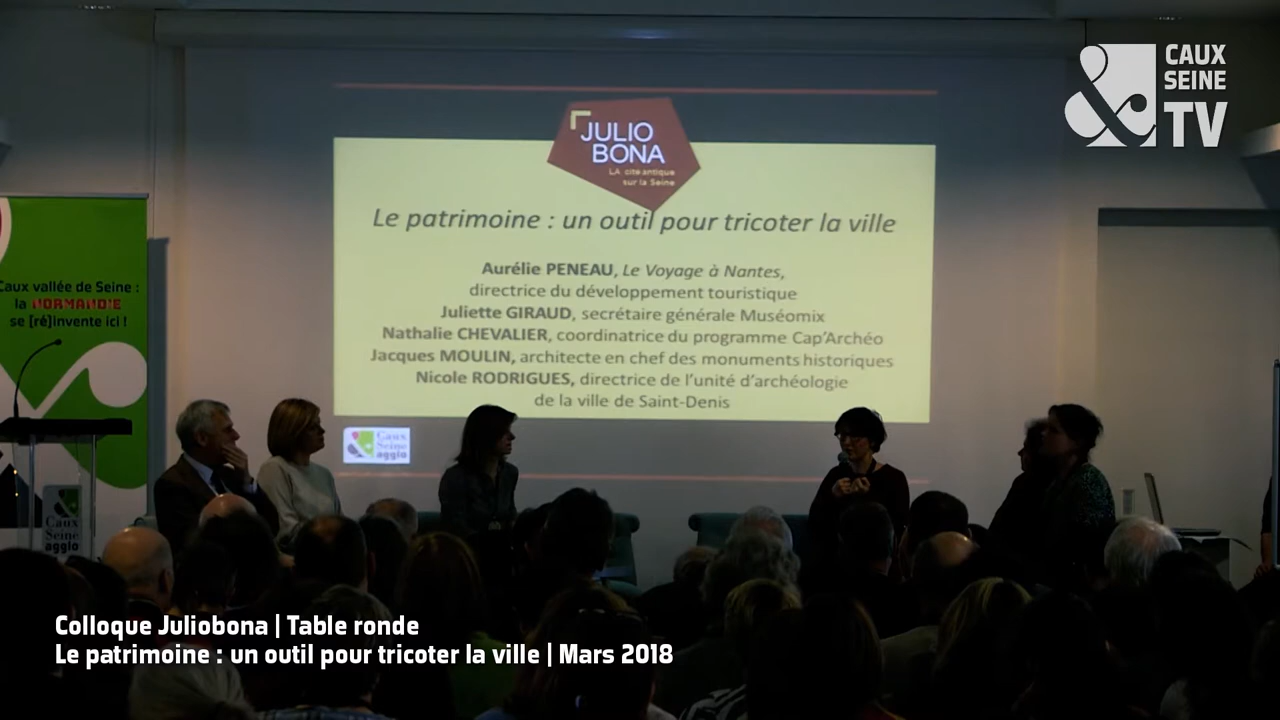 CAUX
SEINE
TV
JULIO
BONA
LA cité antique
sur la Seine
Le patrimoine : un outil pour tricoter la ville
Aurélie PENEAU, Le Voyage à Nantes,
directrice du développement touristique
Juliette GIRAUD, secrétaire générale Muséomix
Nathalie CHEVALIER, coordinatrice du programme Cap'Archéo
Jacques MOULIN, architecte en chef des monuments historiques
Nicole RODRIGUES, directrice de l'unité d'archéologie
de la ville de Saint-Denis
Caux
Seine
agglo
Caux vallée de Seine :
la NORMANDIE
se [ré]invente ici !
Caux
Seine
agglo
Colloque Juliobona | Table ronde
Le patrimoine : un outil pour tricoter la ville | Mars 2018